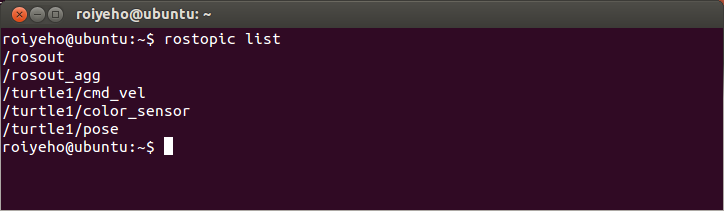 roiyeho@ubuntu: ~
roiyeho@ubuntu:~$ rostopic list
/rosout
/rosout_agg
/turtle1/cmd_vel
/turtle1/color_sensor
/turtle1/pose
roiyeho@ubuntu:~$